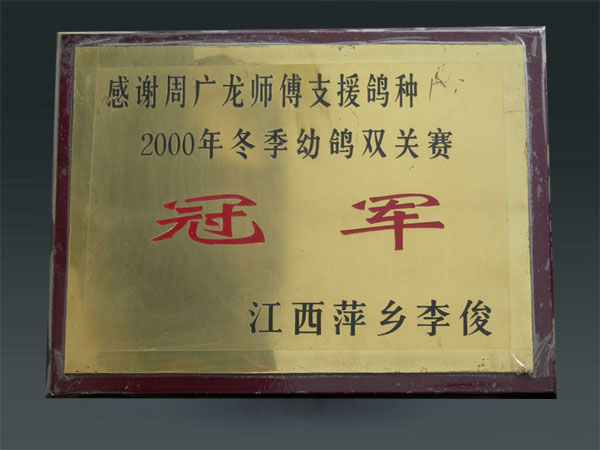 感谢周广龙师傅支援鸽种
2000年冬季幼鸽双关赛
冠军
江西萍乡李俊